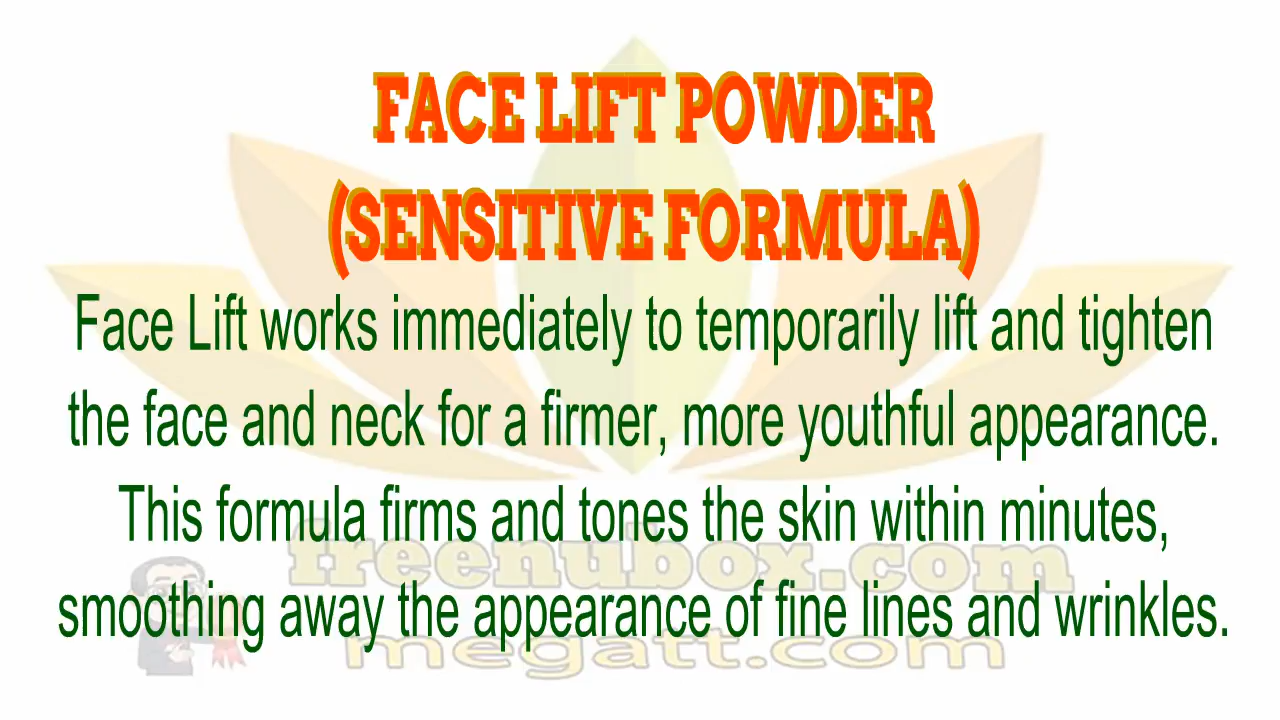 FACE LIFT POWDER
(SENSITIVE FORMULA)
Face Lift works immediately to temporarily lift and tighten
the face and neck for a firmer, more youthful appearance.
This formula firms and tones the skin within minutes,
freenubox.com
smoothing away the appearance of fine lines and wrinkles.
megatt.com